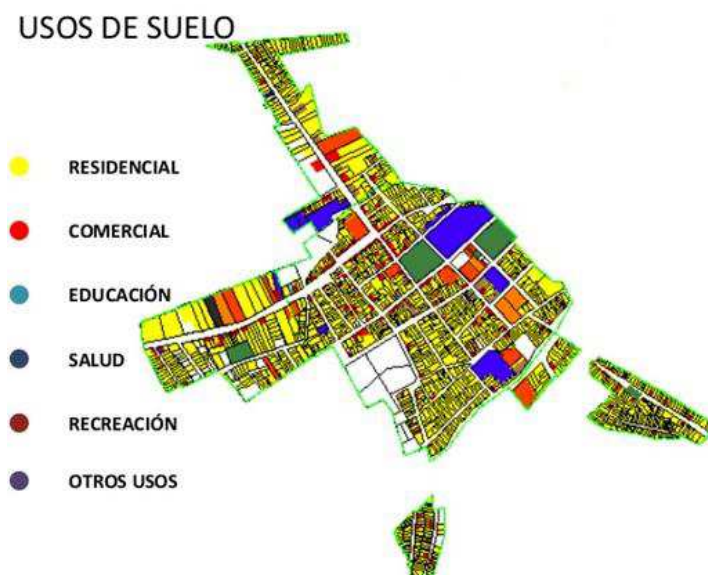 USOS DE SUELO
RESIDENCIAL
COMERCIAL
EDUCACIÓN
SALUD
RECREACIÓN
OTROS USOS